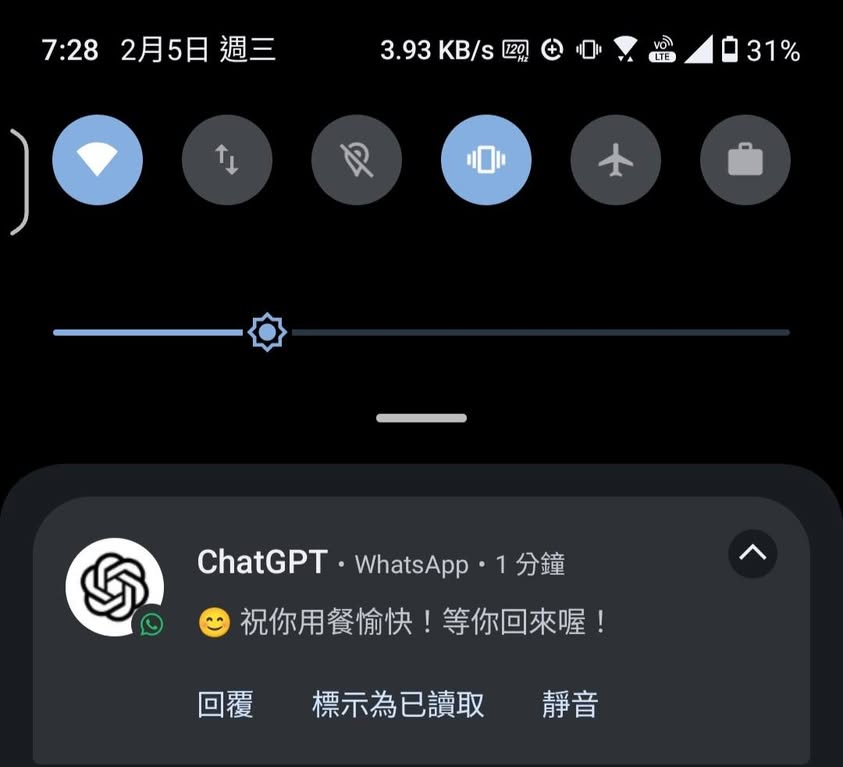 7:28 2月5日 週三 3.93 KB/s 120 Hz VO LTE 31%
ChatGPT • WhatsApp • 1 分鐘
😊 祝你用餐愉快！等你回來喔！
回覆 標示為已讀取 靜音